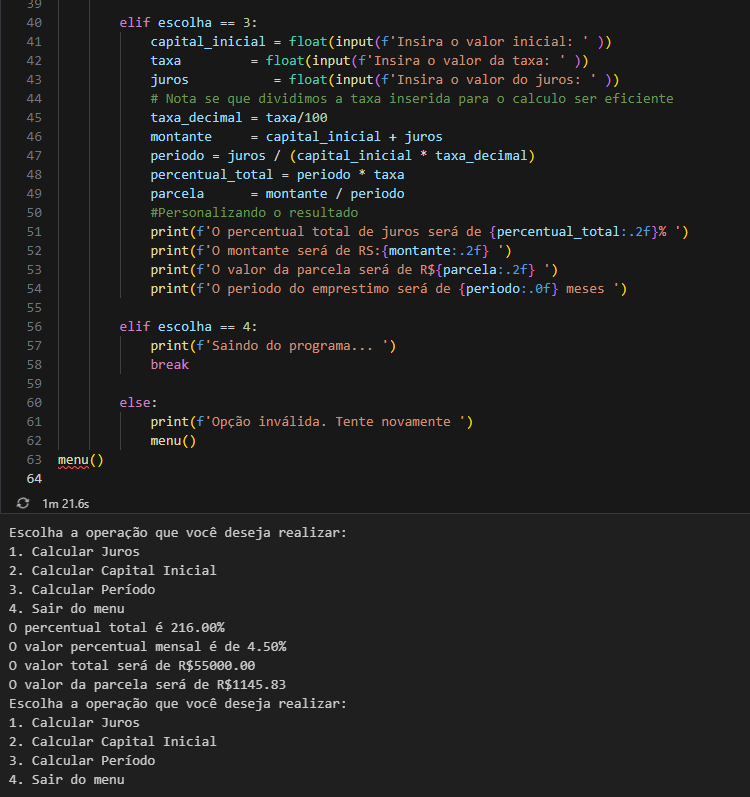 39
40 elif escolha == 3:
41 capital_inicial = float(input(f'Insira o valor inicial: ' ))
42 taxa = float(input(f'Insira o valor da taxa: ' ))
43 juros = float(input(f'Insira o valor do juros: ' ))
44 # Nota se que dividimos a taxa inserida para o calculo ser eficiente
45 taxa_decimal = taxa/100
46 montante = capital_inicial + juros
47 periodo = juros / (capital_inicial * taxa_decimal)
48 percentual_total = periodo * taxa
49 parcela = montante / periodo
50 #Personalizando o resultado
51 print(f'O percentual total de juros será de {percentual_total:.2f}% ')
52 print(f'O montante será de RS:{montante:.2f} ')
53 print(f'O valor da parcela será de R${parcela:.2f} ')
54 print(f'O periodo do emprestimo será de {periodo:.0f} meses ')
55
56 elif escolha == 4:
57 print(f'Saindo do programa... ')
58 break
59
60 else:
61 print(f'Opção inválida. Tente novamente ')
62 menu()
63 menu()
64
1m 21.6s
Escolha a operação que você deseja realizar:
1. Calcular Juros
2. Calcular Capital Inicial
3. Calcular Período
4. Sair do menu
O percentual total é 216.00%
O valor percentual mensal é de 4.50%
O valor total será de R$55000.00
O valor da parcela será de R$1145.83
Escolha a operação que você deseja realizar:
1. Calcular Juros
2. Calcular Capital Inicial
3. Calcular Período
4. Sair do menu